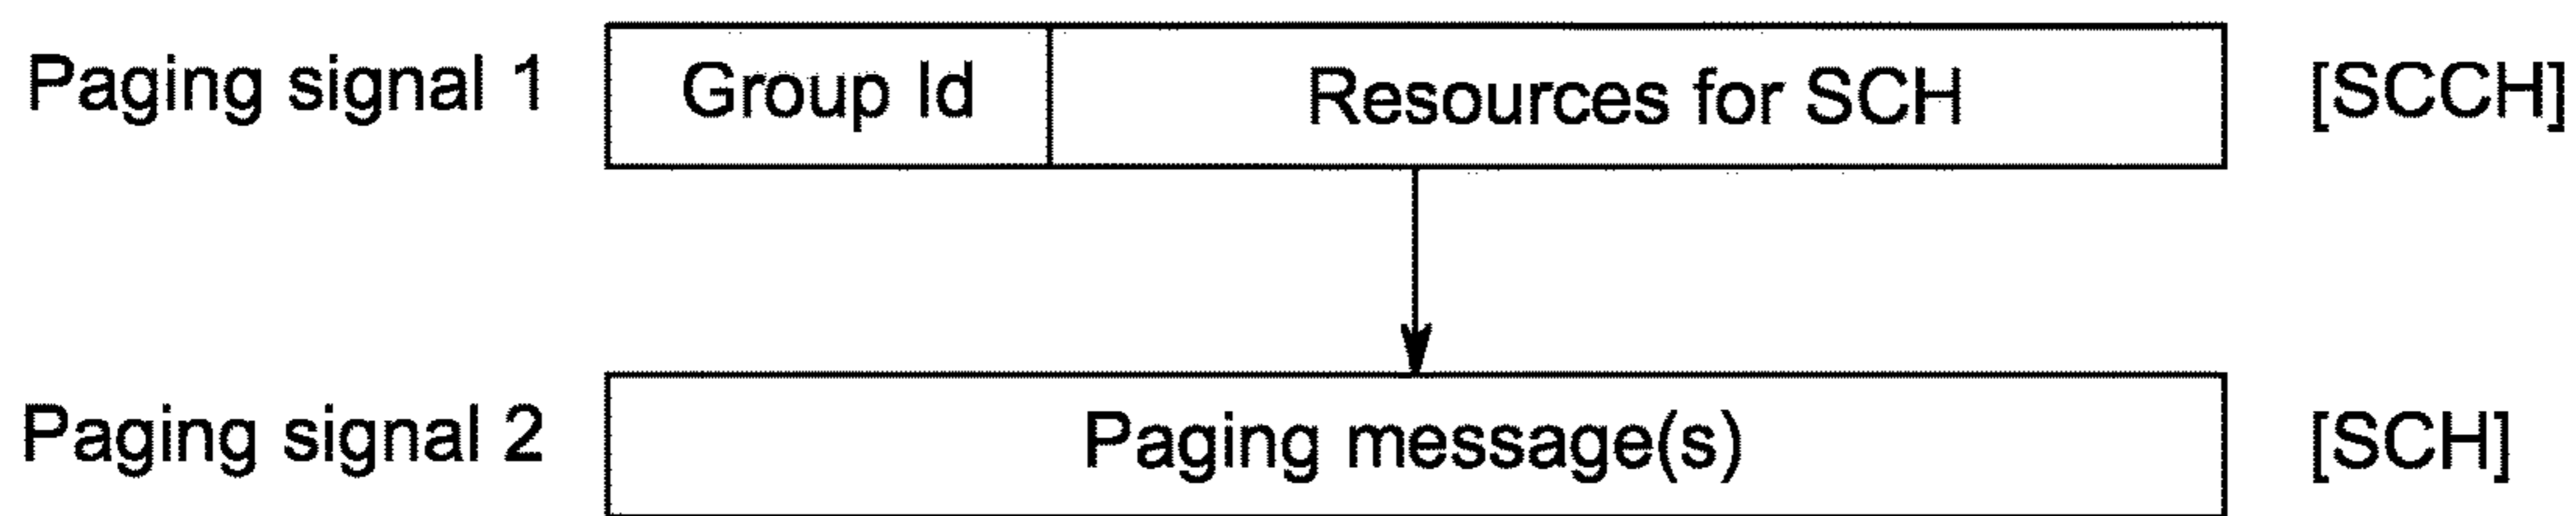 Paging signal 1 Group Id Resources for SCH [SCCH]
Paging signal 2 Paging message(s) [SCH]